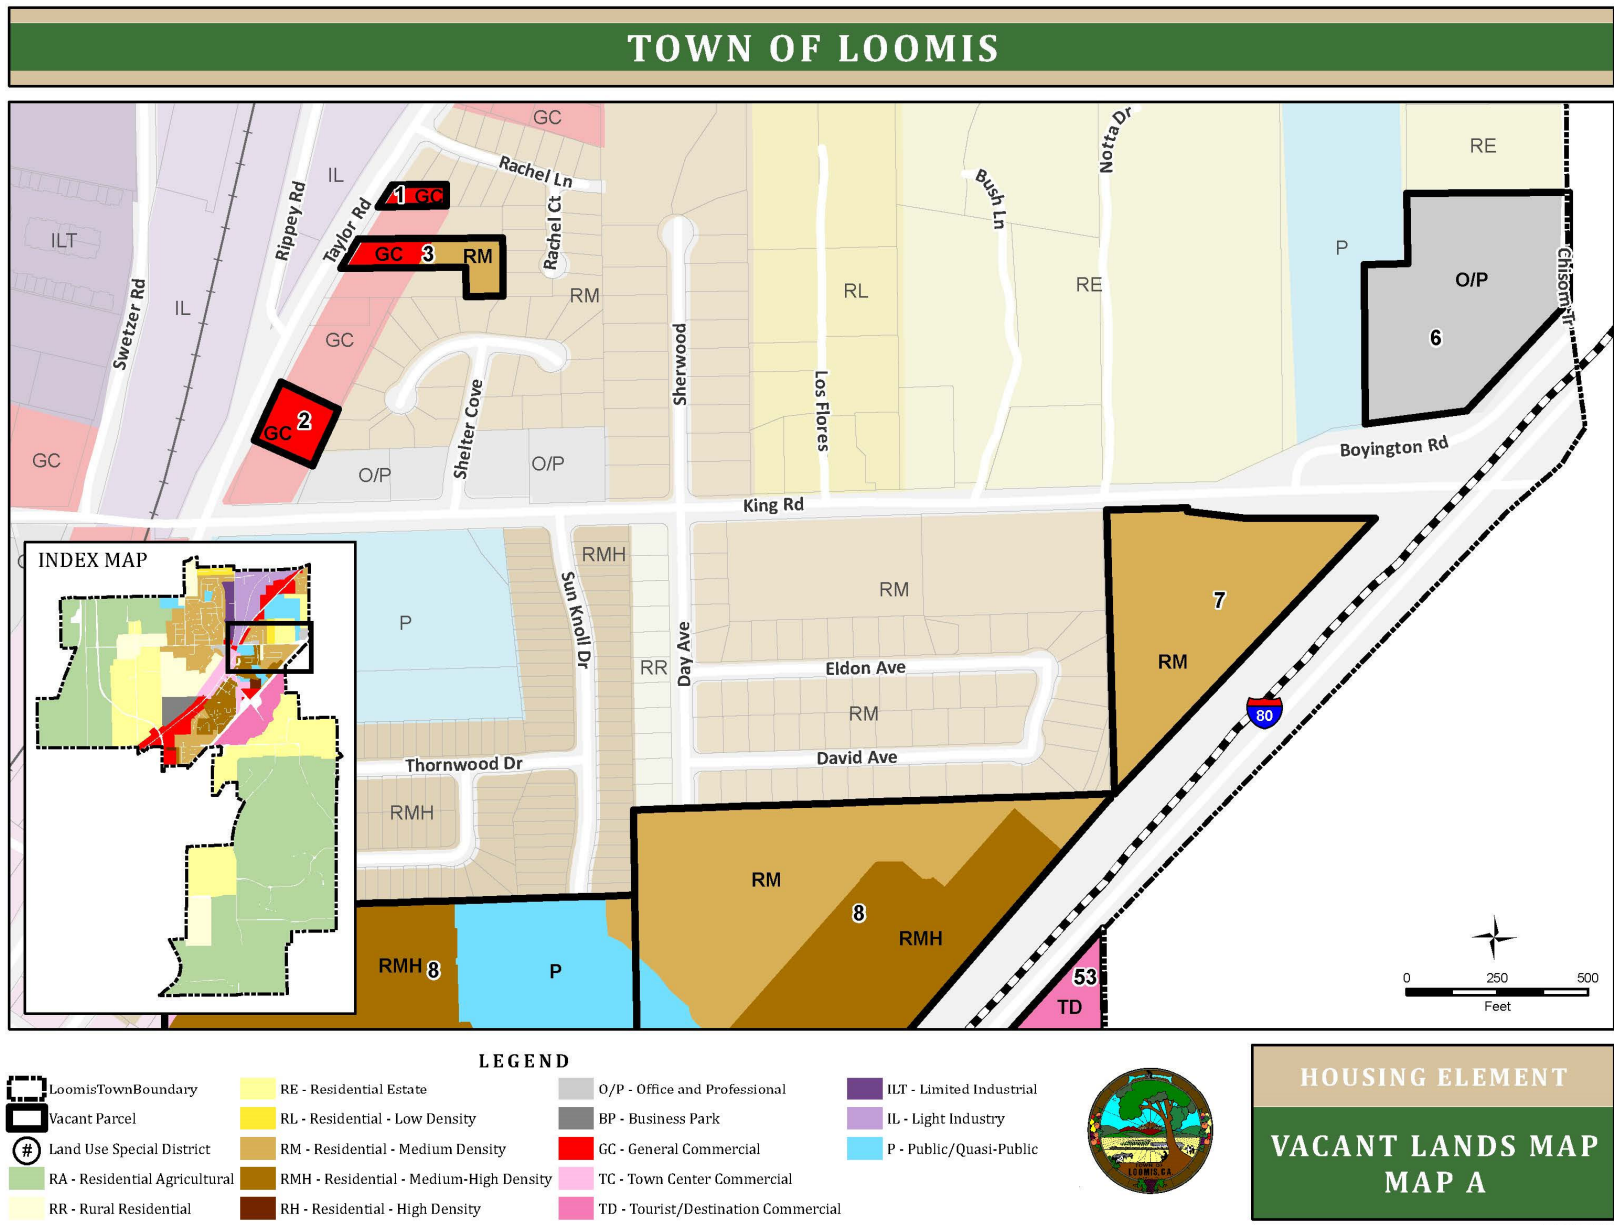 TOWN OF LOOMIS
GC
RE
Notta Dr
Rachel Ln
IL
Bush Ln
1 GC
Rippey Rd
Taylor Rd
Rachel Ct
ILT
P
GC 3 RM
O/P
Chisom Tr
RE
RL
RM
IL
Swetzer Rd
GC
6
Sherwood
Los Flores
Shelter Cove
2
GC
GC
O/P
O/P
Boyington Rd
King Rd
INDEX MAP
RMH
RM
7
Sun Knoll Dr
P
RR
Day Ave
Eldon Ave
RM
RM
80
David Ave
Thornwood Dr
RMH
RM
8
RMH
RMH 8
P
53
TD
0 250 500
Feet
LEGEND
LoomisTownBoundary
Vacant Parcel
# Land Use Special District
RA - Residential Agricultural
RR - Rural Residential
RE - Residential Estate
RL - Residential - Low Density
RM - Residential - Medium Density
RMH - Residential - Medium-High Density
RH - Residential - High Density
O/P - Office and Professional
BP - Business Park
GC - General Commercial
TC - Town Center Commercial
TD - Tourist/Destination Commercial
ILT - Limited Industrial
IL - Light Industry
P - Public/Quasi-Public
TOWN OF
LOOMIS, CA.
HOUSING ELEMENT
VACANT LANDS MAP
MAP A